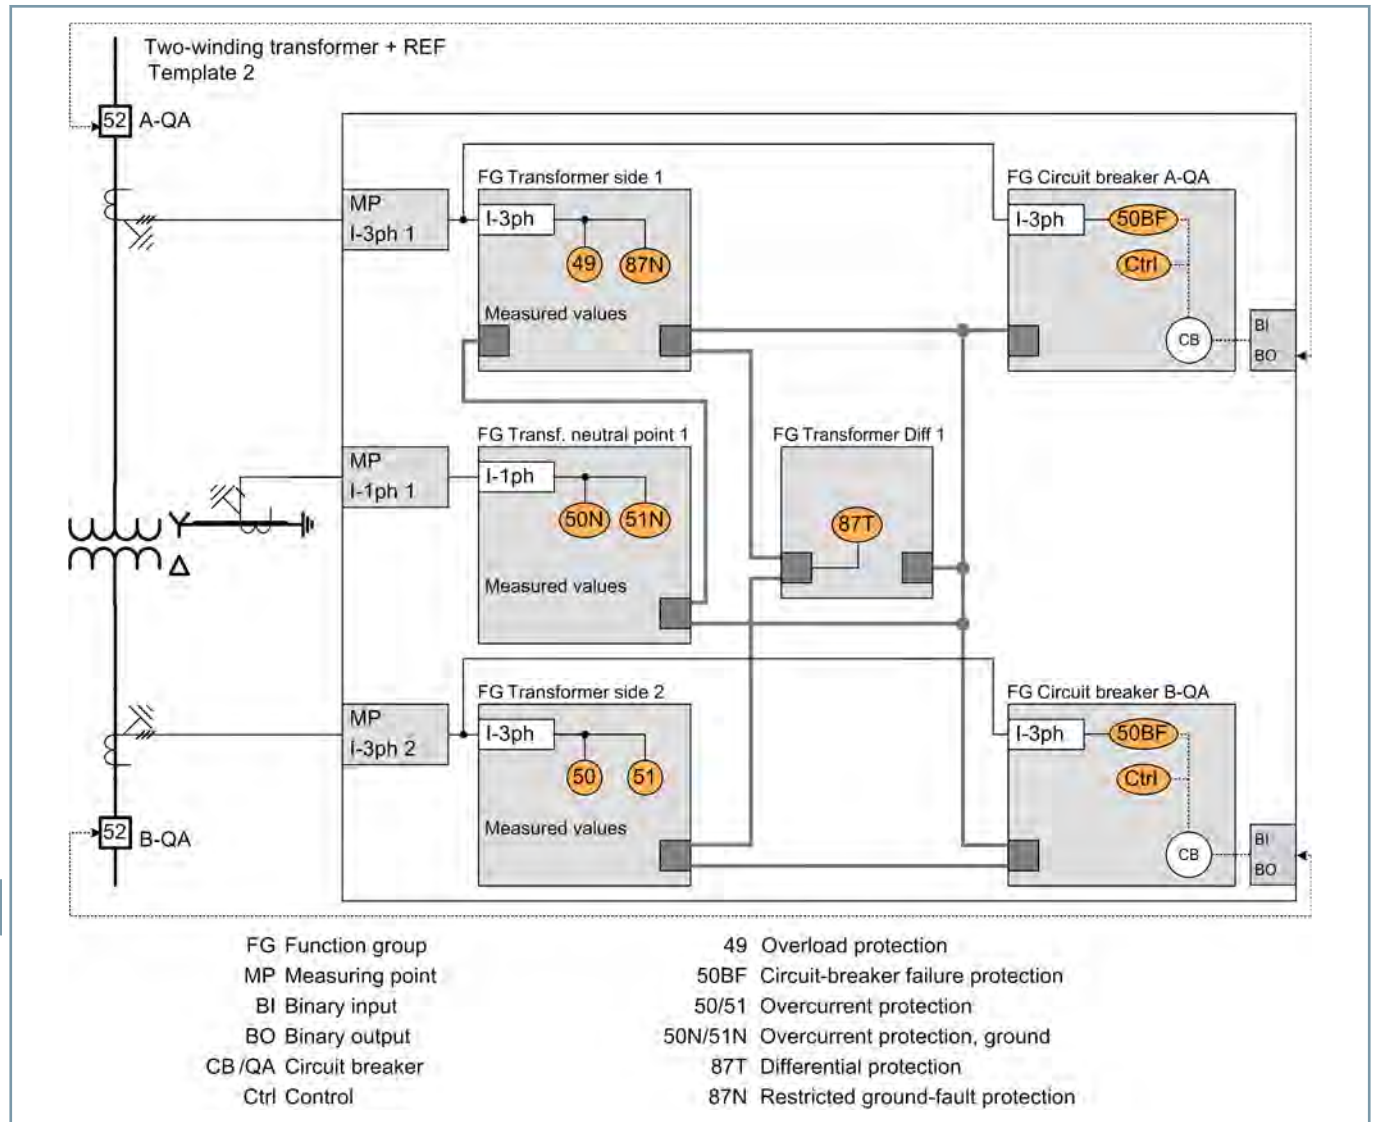 Two-winding transformer + REF
Template 2
52
A-QA
MP
I-3ph 1
FG Transformer side 1
I-3ph
49
87N
Measured values
FG Circuit breaker A-QA
I-3ph
50BF
Ctrl
CB
BI
BO
MP
I-1ph 1
FG Transf. neutral point 1
I-1ph
50N
51N
Measured values
FG Transformer Diff 1
87T
Y
Δ
MP
I-3ph 2
FG Transformer side 2
I-3ph
50
51
Measured values
FG Circuit breaker B-QA
I-3ph
50BF
Ctrl
CB
BI
BO
52
B-QA
FG Function group
MP Measuring point
BI Binary input
BO Binary output
CB/QA Circuit breaker
Ctrl Control
49 Overload protection
50BF Circuit-breaker failure protection
50/51 Overcurrent protection
50N/51N Overcurrent protection, ground
87T Differential protection
87N Restricted ground-fault protection